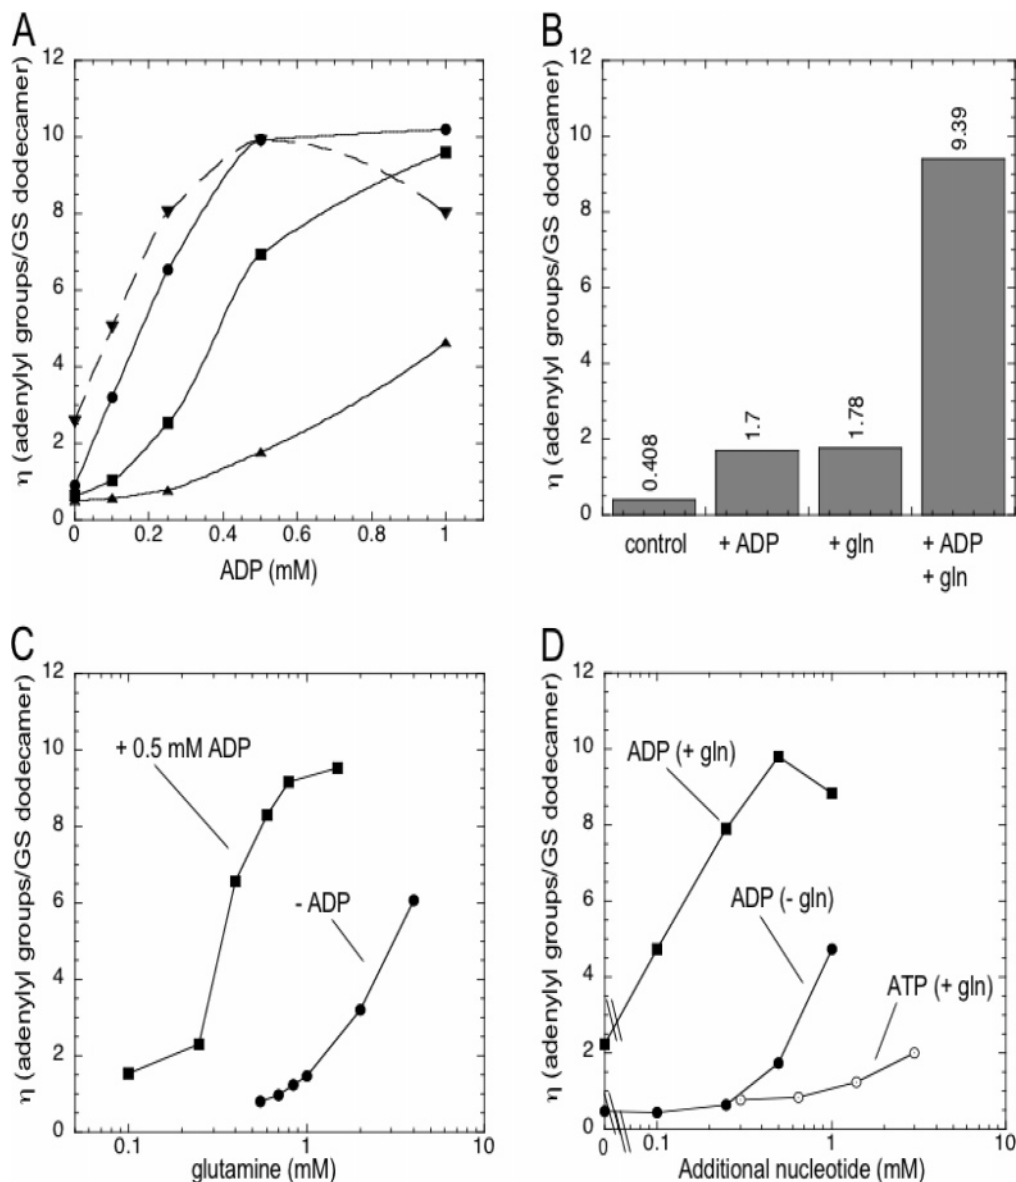 A
η (adenylyl groups/GS dodecamer)
12
10
8
6
4
2
0
0 0.2 0.4 0.6 0.8 1
ADP (mM)
B
η (adenylyl groups/GS dodecamer)
12
10
8
6
4
2
0
0.408
1.7
1.78
9.39
control + ADP + gln + ADP
+ gln
C
η (adenylyl groups/GS dodecamer)
12
10
8
6
4
2
0
+ 0.5 mM ADP
- ADP
0.1 1 10
glutamine (mM)
D
η (adenylyl groups/GS dodecamer)
12
10
8
6
4
2
0
ADP (+ gln)
ADP (- gln)
ATP (+ gln)
0 0.1 1 10
Additional nucleotide (mM)